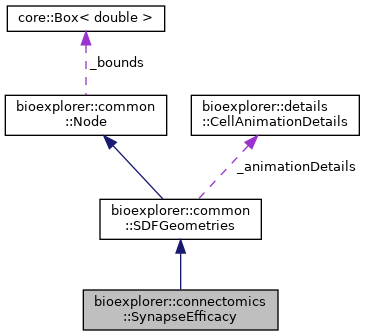 core::Box< double >
_bounds
bioexplorer::common
::Node
bioexplorer::details
::CellAnimationDetails
_animationDetails
bioexplorer::common
::SDFGeometries
bioexplorer::connectomics
::SynapseEfficacy